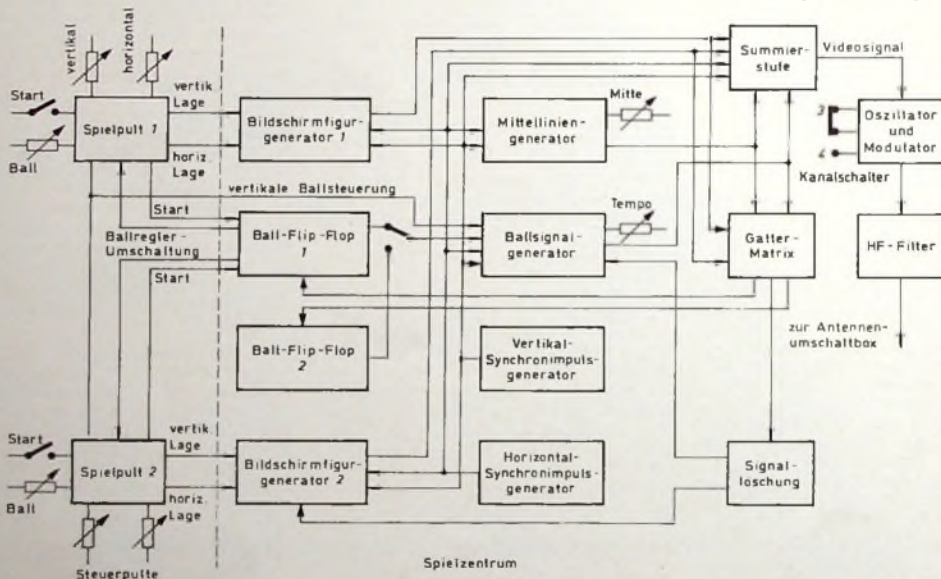 vertikal
horizontal
Start
Ball
Spielpult 1
vertik.
Lage
horiz.
Lage
Bildschirmfigur-
generator 1
Mittellinien-
generator
Mitte
Summier-
stufe
Videosignal
Oszillator
und
Modulator
3
4
Kanalschalter
vertikale Ballsteuerung
Start
Ballregler-
Umschaltung
Start
Ball-Flip-Flop
1
Ballsignal-
generator
Tempo
Gatter-
Matrix
HF-Filter
Ball-Flip-Flop
2
Vertikal-
Synchronimpuls-
generator
zur Antennen-
umschaltbox
Start
Ball
Spielpult 2
vertik.
Lage
horiz.
Lage
Bildschirmfigur-
generator 2
Horizontal-
Synchronimpuls-
generator
Signal-
löschung
Steuerpulte
Spielzentrum